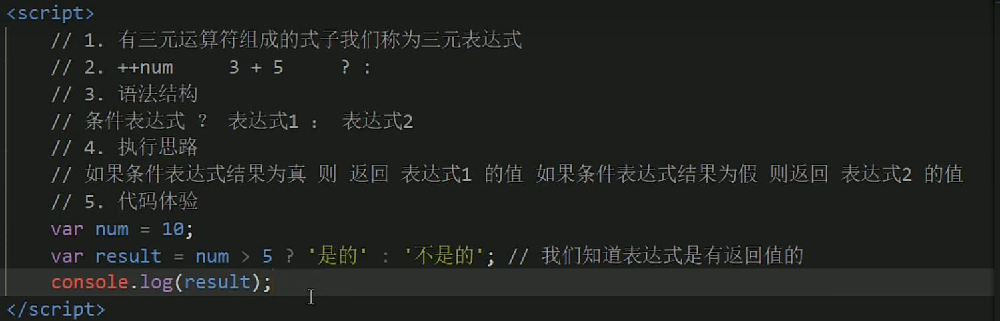 <script>
// 1. 有三元运算符组成的式子我们称为三元表达式
// 2. ++num     3 + 5     ? :
// 3. 语法结构
// 条件表达式 ？ 表达式1 ： 表达式2
// 4. 执行思路
// 如果条件表达式结果为真 则 返回 表达式1 的值 如果条件表达式结果为假 则返回 表达式2 的值
// 5. 代码体验
var num = 10;
var result = num > 5 ? '是的' : '不是的'; // 我们知道表达式是有返回值的
console.log(result);
</script>